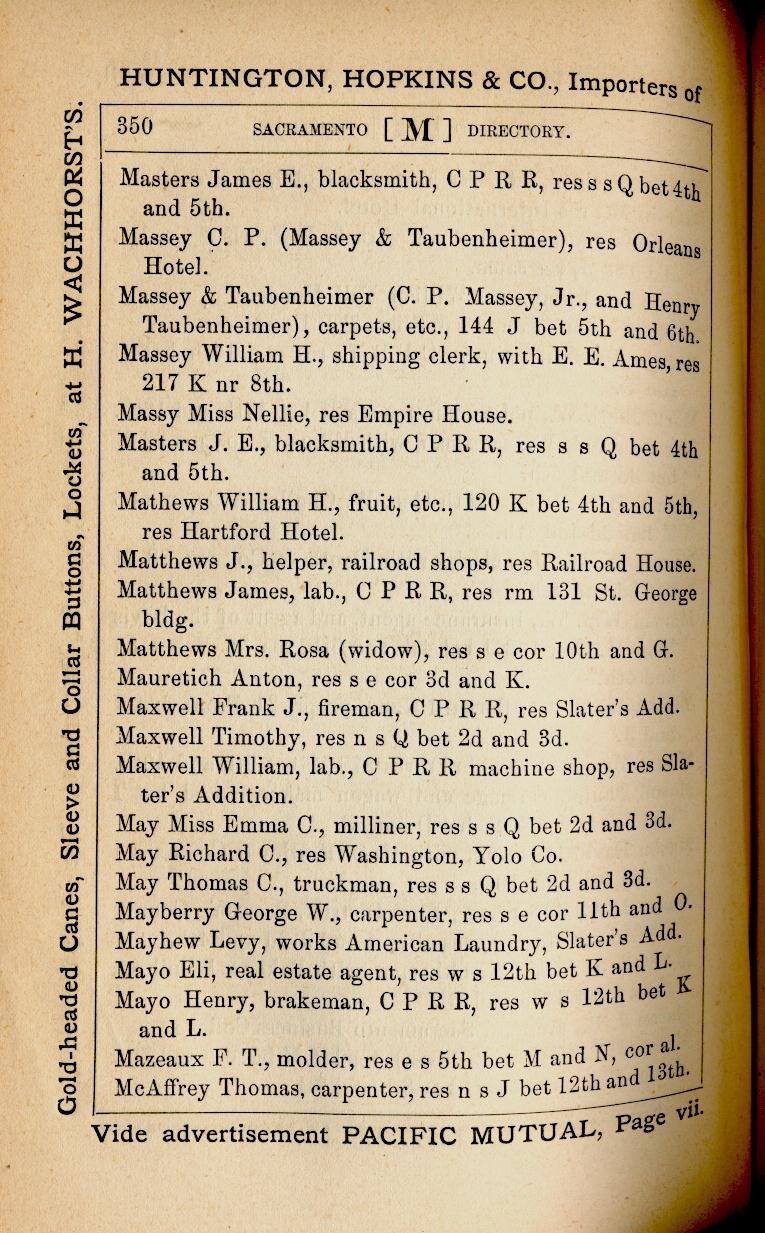 HUNTINGTON, HOPKINS & CO., Importers of
350 SACRAMENTO [ M ] DIRECTORY.
Masters James E., blacksmith, C P R R, res s s Q bet 4th
and 5th.
Massey C. P. (Massey & Taubenheimer), res Orleans
Hotel.
Massey & Taubenheimer (C. P. Massey, Jr., and Henry
Taubenheimer), carpets, etc., 144 J bet 5th and 6th.
Massey William H., shipping clerk, with E. E. Ames, res
217 K nr 8th.
Massy Miss Nellie, res Empire House.
Masters J. E., blacksmith, C P R R, res s s Q bet 4th
and 5th.
Mathews William H., fruit, etc., 120 K bet 4th and 5th,
res Hartford Hotel.
Matthews J., helper, railroad shops, res Railroad House.
Matthews James, lab., C P R R, res rm 131 St. George
bldg.
Matthews Mrs. Rosa (widow), res s e cor 10th and G.
Mauretich Anton, res s e cor 3d and K.
Maxwell Frank J., fireman, C P R R, res Slater's Add.
Maxwell Timothy, res n s Q bet 2d and 3d.
Maxwell William, lab., C P R R machine shop, res Sla-
ter's Addition.
May Miss Emma C., milliner, res s s Q bet 2d and 3d.
May Richard C., res Washington, Yolo Co.
May Thomas C., truckman, res s s Q bet 2d and 3d.
Mayberry George W., carpenter, res s e cor 11th and O.
Mayhew Levy, works American Laundry, Slater's Add.
Mayo Eli, real estate agent, res w s 12th bet K and L.
Mayo Henry, brakeman, C P R R, res w s 12th bet K
and L.
Mazeaux F. T., molder, res e s 5th bet M and N, cor al.
McAffrey Thomas, carpenter, res n s J bet 12th and 13th.
Vide advertisement PACIFIC MUTUAL, Page vii.
Gold-headed Canes, Sleeve and Collar Buttons, Lockets, at H. WACHHORST'S.